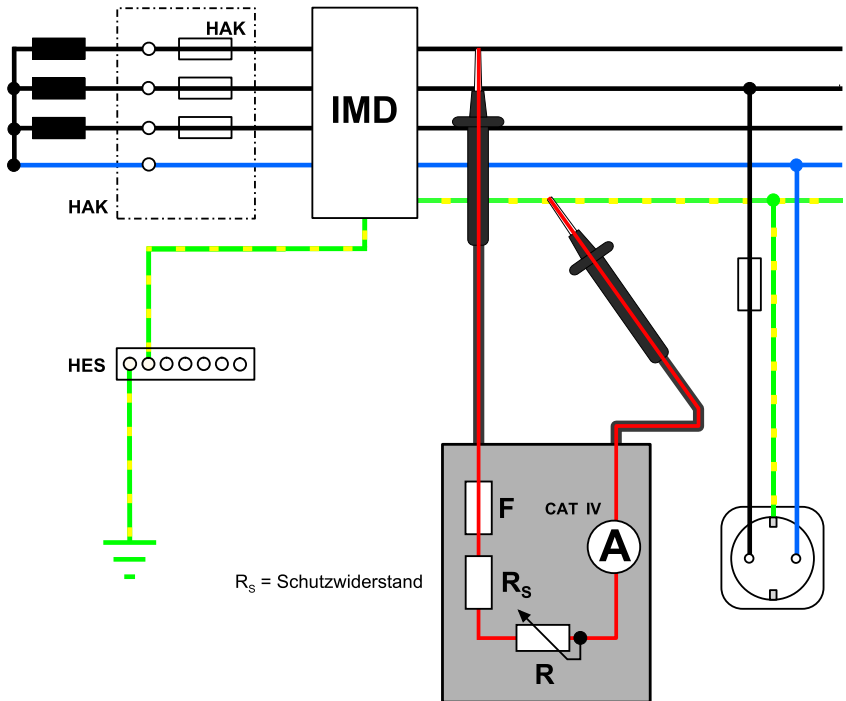 HAK
IMD
HAK
HES
F
CAT IV
A
R_S = Schutzwiderstand
R_S
R